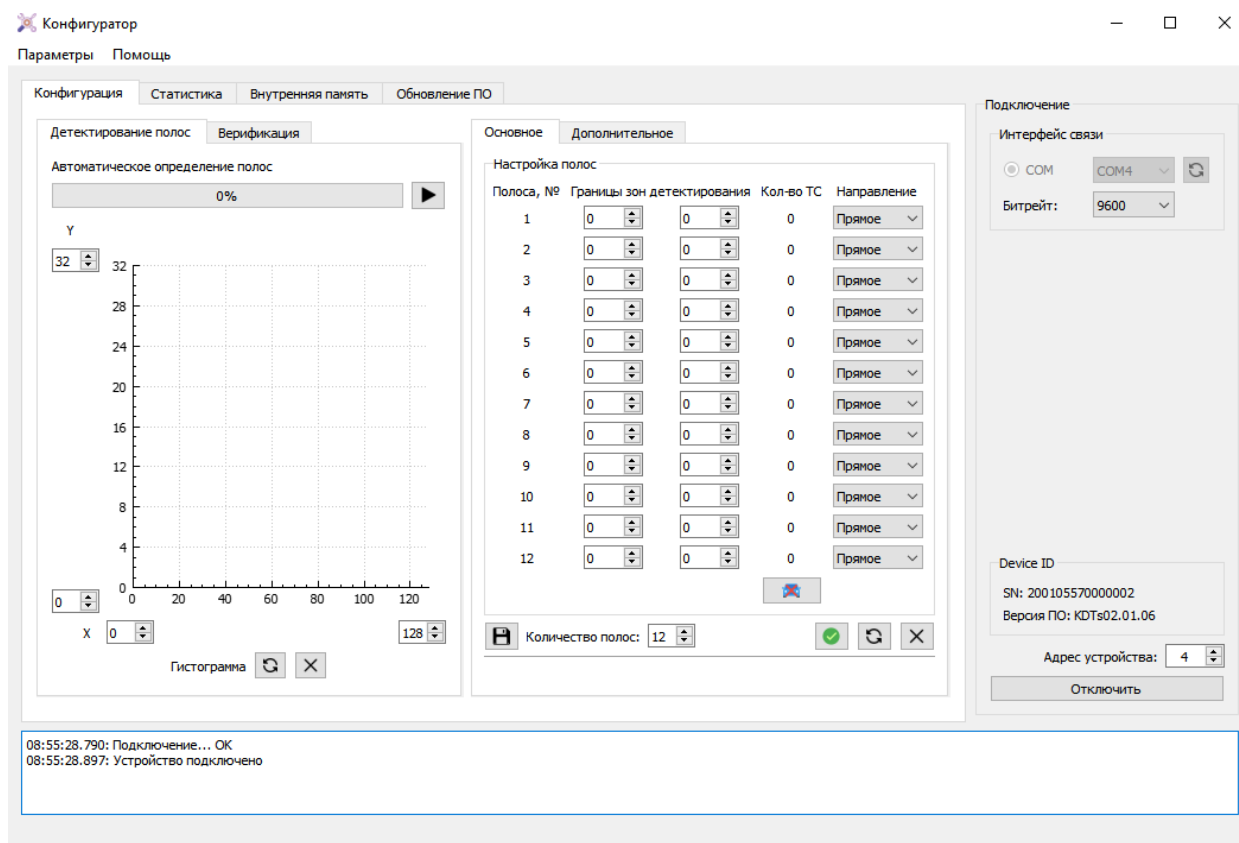 Конфигуратор
Параметры Помощь
Конфигурация Статистика Внутренняя память Обновление ПО
Детектирование полос Верификация
Автоматическое определение полос
0%
Y
32
32
28
24
20
16
12
8
4
0
0
0 20 40 60 80 100 120
X 0 128
Гистограмма
Основное Дополнительное
Настройка полос
Полоса, № Границы зон детектирования Кол-во ТС Направление
1 0 0 0 Прямое
2 0 0 0 Прямое
3 0 0 0 Прямое
4 0 0 0 Прямое
5 0 0 0 Прямое
6 0 0 0 Прямое
7 0 0 0 Прямое
8 0 0 0 Прямое
9 0 0 0 Прямое
10 0 0 0 Прямое
11 0 0 0 Прямое
12 0 0 0 Прямое
Количество полос: 12
Подключение
Интерфейс связи
COM COM4
Битрейт: 9600
Device ID
SN: 200105570000002
Версия ПО: KDTs02.01.06
Адрес устройства: 4
Отключить
08:55:28.790: Подключение... OK
08:55:28.897: Устройство подключено